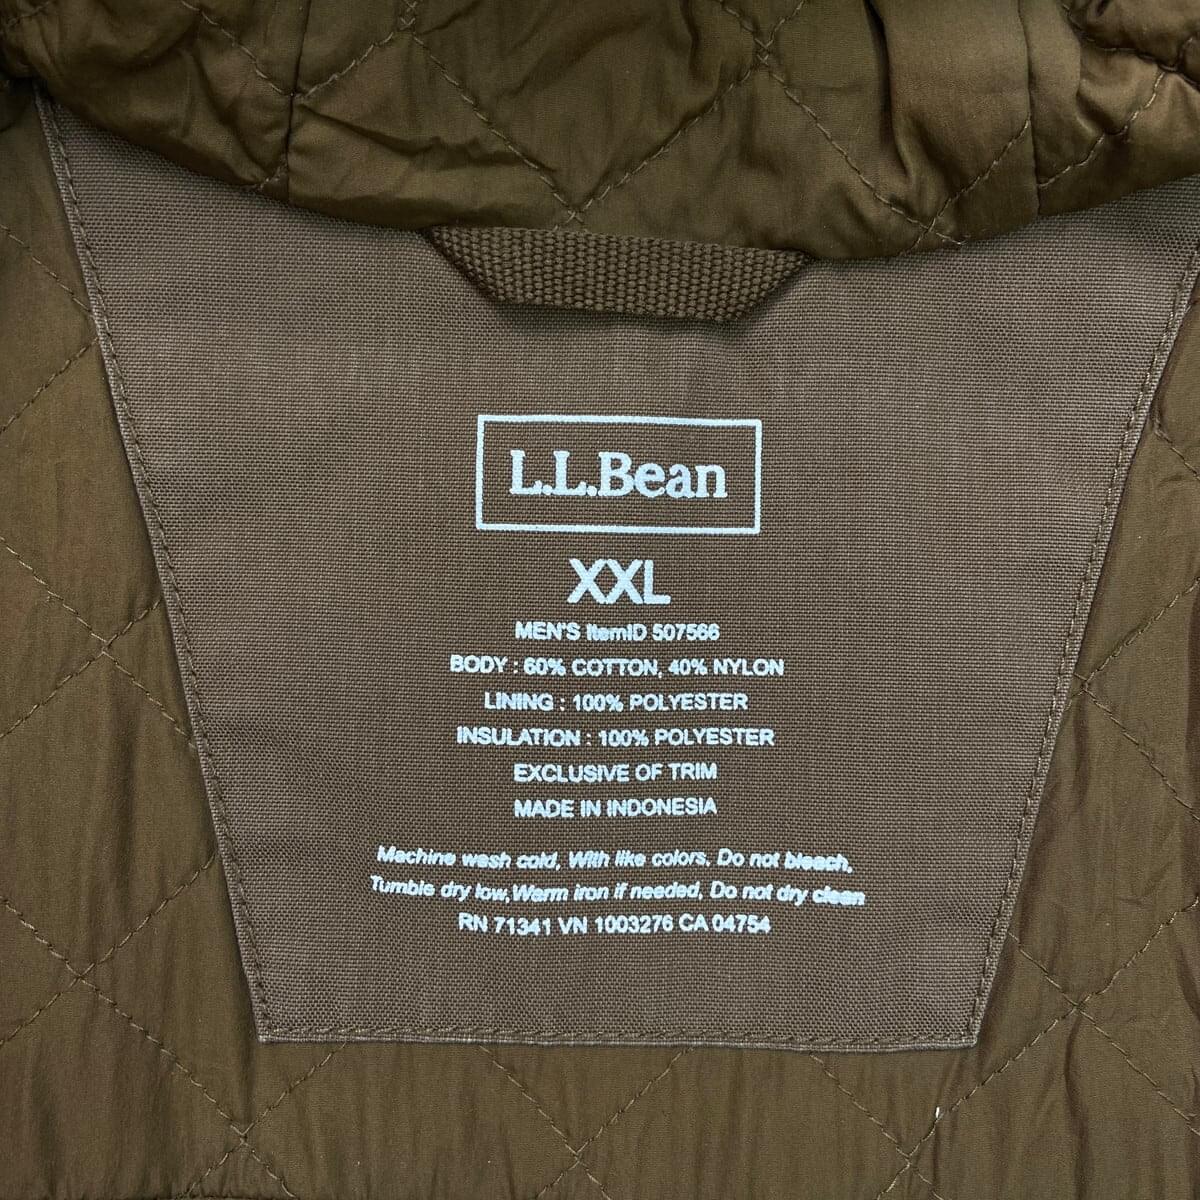 L.L.Bean
XXL
MEN'S ItemID 507566
BODY : 60% COTTON, 40% NYLON
LINING : 100% POLYESTER
INSULATION : 100% POLYESTER
EXCLUSIVE OF TRIM
MADE IN INDONESIA
Machine wash cold, With like colors, Do not bleach,
Tumble dry low, Warm iron if needed, Do not dry clean
RN 71341 VN 1003276 CA 04754